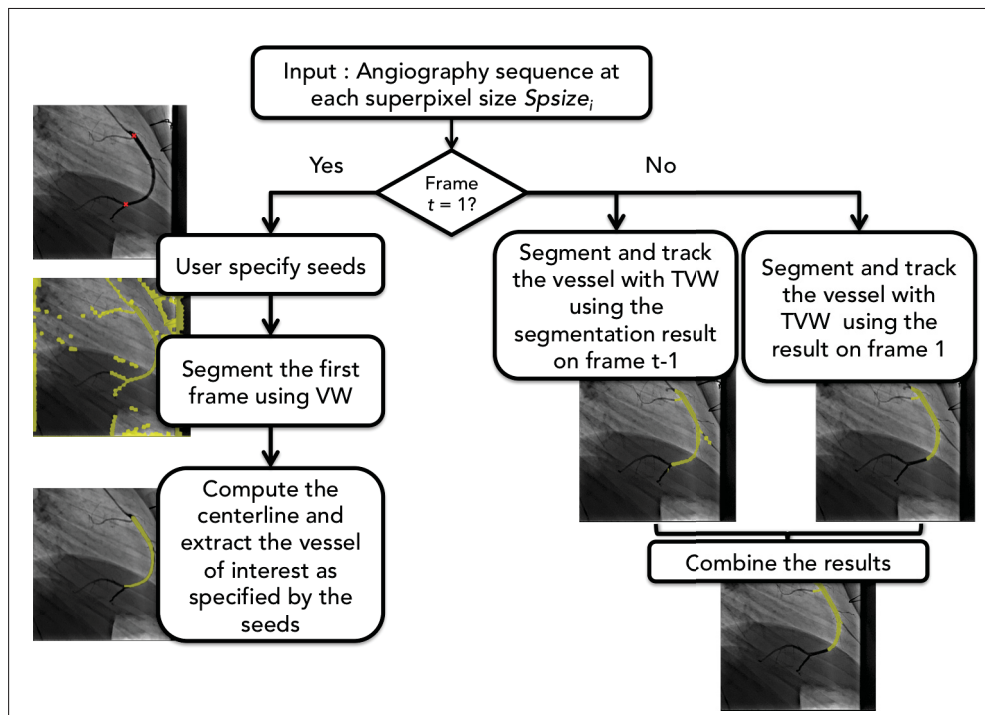 Input : Angiography sequence at
each superpixel size Spsizeᵢ
Yes
No
Frame
t = 1?
User specify seeds
Segment the first
frame using VW
Compute the
centerline and
extract the vessel
of interest as
specified by the
seeds
Segment and track
the vessel with TVW
using the
segmentation result
on frame t-1
Segment and track
the vessel with
TVW using the
result on frame 1
Combine the results